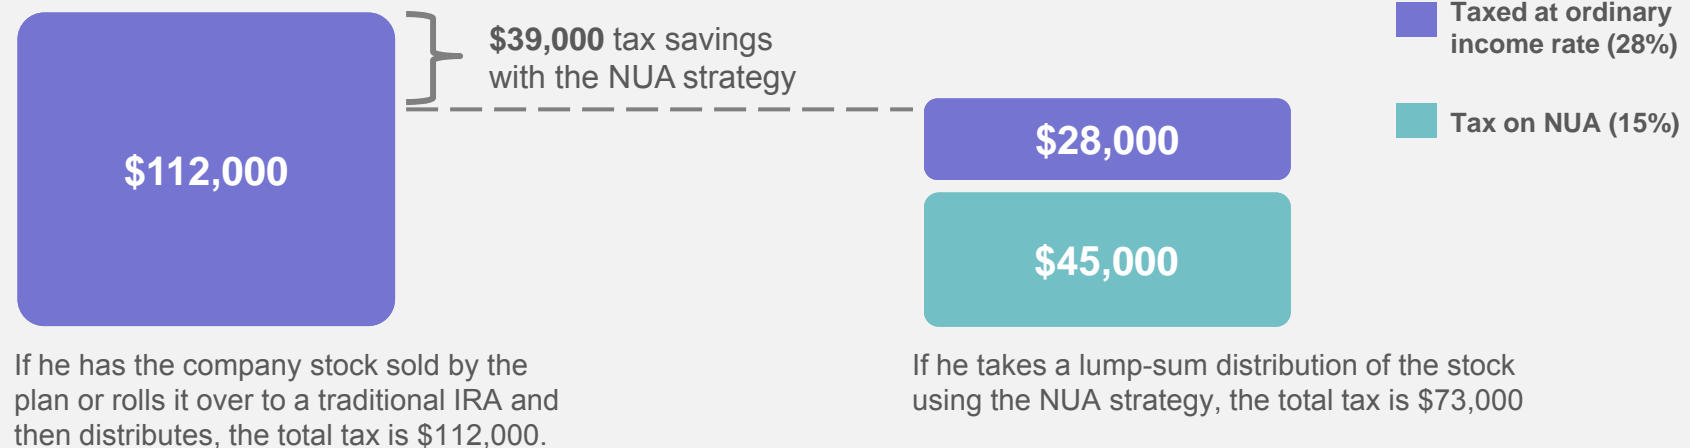 $112,000
$39,000 tax savings
with the NUA strategy
$28,000
$45,000
Taxed at ordinary
income rate (28%)
Tax on NUA (15%)
If he has the company stock sold by the
plan or rolls it over to a traditional IRA and
then distributes, the total tax is $112,000.
If he takes a lump-sum distribution of the stock
using the NUA strategy, the total tax is $73,000